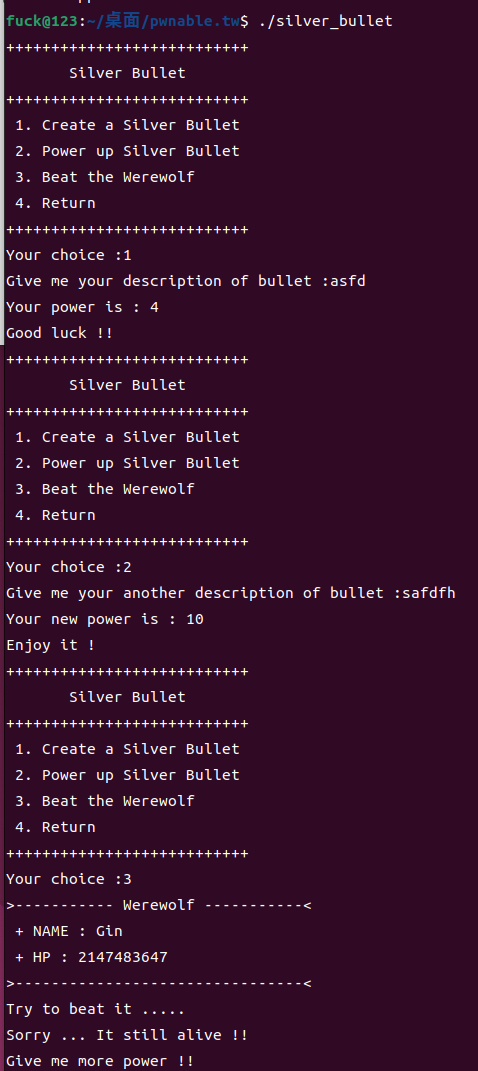 fuck@123:~/桌面/pwnable.tw$ ./silver_bullet
+++++++++++++++++++++++++++
Silver Bullet
+++++++++++++++++++++++++++
1. Create a Silver Bullet
2. Power up Silver Bullet
3. Beat the Werewolf
4. Return
+++++++++++++++++++++++++++
Your choice :1
Give me your description of bullet :asfd
Your power is : 4
Good luck !!
+++++++++++++++++++++++++++
Silver Bullet
+++++++++++++++++++++++++++
1. Create a Silver Bullet
2. Power up Silver Bullet
3. Beat the Werewolf
4. Return
+++++++++++++++++++++++++++
Your choice :2
Give me your another description of bullet :safdfh
Your new power is : 10
Enjoy it !
+++++++++++++++++++++++++++
Silver Bullet
+++++++++++++++++++++++++++
1. Create a Silver Bullet
2. Power up Silver Bullet
3. Beat the Werewolf
4. Return
+++++++++++++++++++++++++++
Your choice :3
>----------- Werewolf -----------<
+ NAME : Gin
+ HP : 2147483647
>--------------------------------<
Try to beat it .....
Sorry ... It still alive !!
Give me more power !!